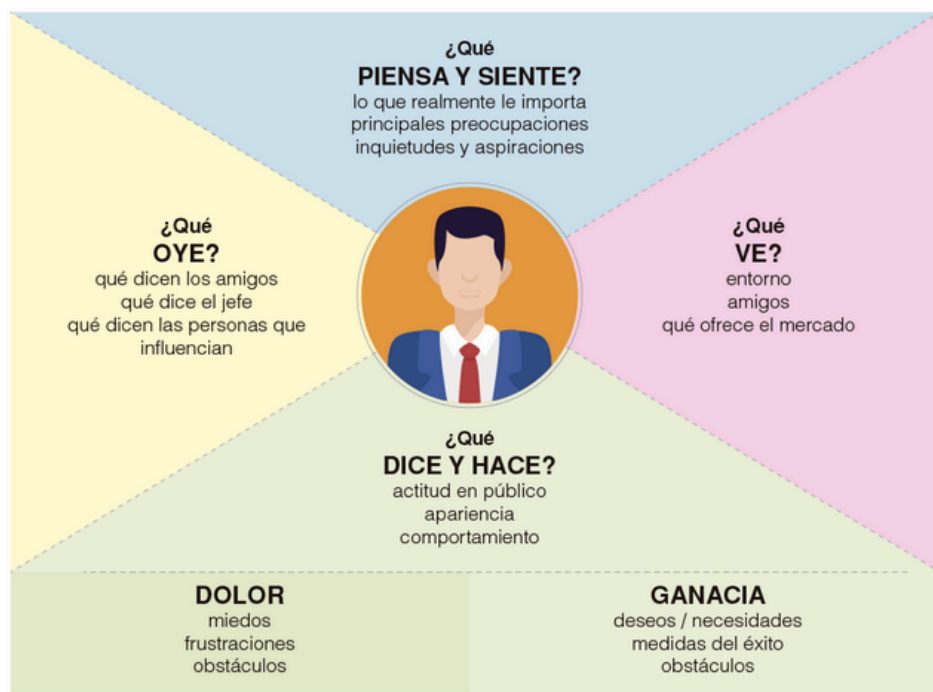 ¿Qué
PIENSA Y SIENTE?
lo que realmente le importa
principales preocupaciones
inquietudes y aspiraciones
¿Qué
OYE?
qué dicen los amigos
qué dice el jefe
qué dicen las personas que
influencian
¿Qué
VE?
entorno
amigos
qué ofrece el mercado
¿Qué
DICE Y HACE?
actitud en público
apariencia
comportamiento
DOLOR
miedos
frustraciones
obstáculos
GANACIA
deseos / necesidades
medidas del éxito
obstáculos